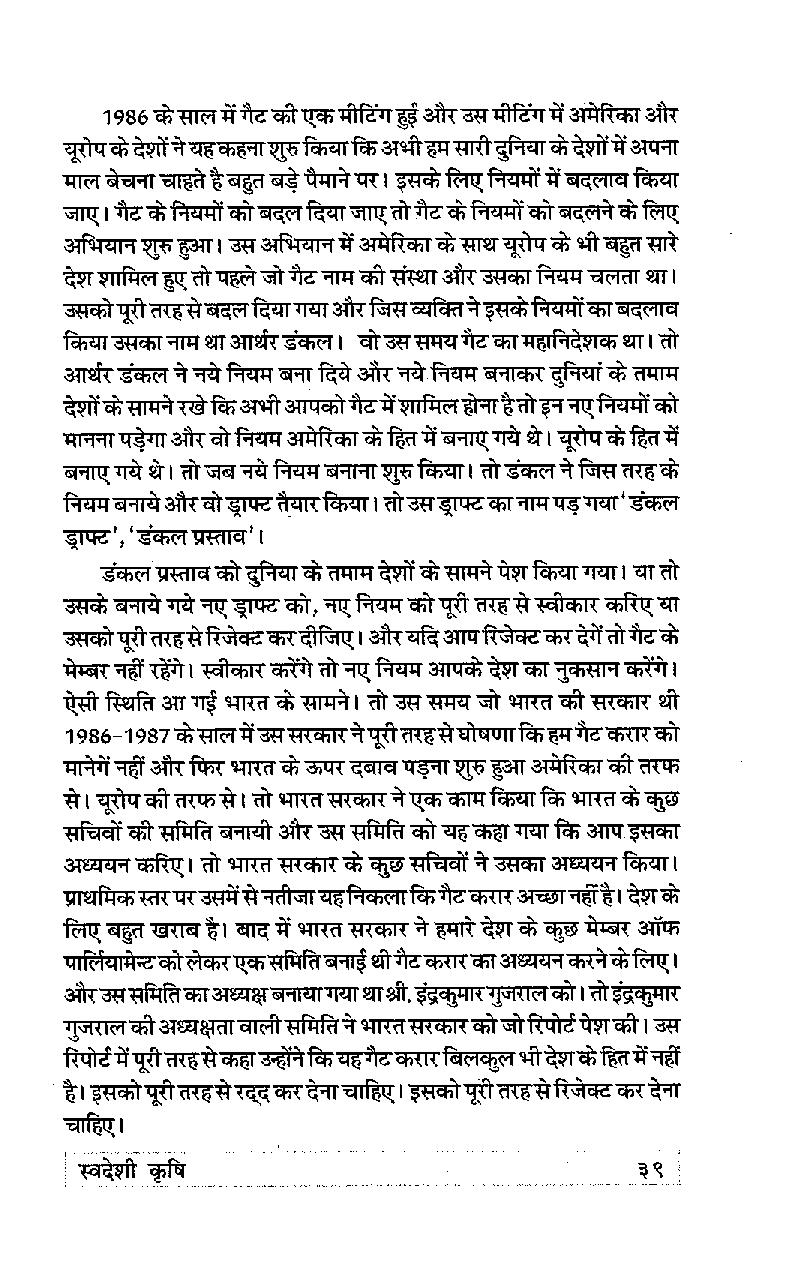 1986 के साल में गैट की एक मीटिंग हुई और उस मीटिंग में अमेरिका और
यूरोप के देशों ने यह कहना शुरु किया कि अभी हम सारी दुनिया के देशों में अपना
माल बेचना चाहते है बहुत बड़े पैमाने पर। इसके लिए नियमों में बदलाव किया
जाए। गैट के नियमों को बदल दिया जाए तो गैट के नियमों को बदलने के लिए
अभियान शुरु हुआ। उस अभियान में अमेरिका के साथ यूरोप के भी बहुत सारे
देश शामिल हुए तो पहले जो गैट नाम की संस्था और उसका नियम चलता था।
उसको पूरी तरह से बदल दिया गया और जिस व्यक्ति ने इसके नियमों का बदलाव
किया उसका नाम था आर्थर डंकल। वो उस समय गैट का महानिदेशक था। तो
आर्थर डंकल ने नये नियम बना दिये और नये नियम बनाकर दुनियां के तमाम
देशों के सामने रखे कि अभी आपको गैट में शामिल होना है तो इन नए नियमों को
मानना पड़ेगा और वो नियम अमेरिका के हित में बनाए गये थे। यूरोप के हित में
बनाए गये थे। तो जब नये नियम बनाना शुरु किया। तो डंकल ने जिस तरह के
नियम बनाये और वो ड्राफ्ट तैयार किया। तो उस ड्राफ्ट का नाम पड़ गया 'डंकल
ड्राफ्ट', 'डंकल प्रस्ताव'।
डंकल प्रस्ताव को दुनिया के तमाम देशों के सामने पेश किया गया। या तो
उसके बनाये गये नए ड्राफ्ट को, नए नियम को पूरी तरह से स्वीकार करिए या
उसको पूरी तरह से रिजेक्ट कर दीजिए। और यदि आप रिजेक्ट कर देगें तो गैट के
मेम्बर नहीं रहेंगे। स्वीकार करेंगे तो नए नियम आपके देश का नुकसान करेंगे।
ऐसी स्थिति आ गई भारत के सामने। तो उस समय जो भारत की सरकार थी
1986-1987 के साल में उस सरकार ने पूरी तरह से घोषणा कि हम गैट करार को
मानेगें नहीं और फिर भारत के ऊपर दबाव पड़ना शुरु हुआ अमेरिका की तरफ
से। यूरोप की तरफ से। तो भारत सरकार ने एक काम किया कि भारत के कुछ
सचिवों की समिति बनायी और उस समिति को यह कहा गया कि आप इसका
अध्ययन करिए। तो भारत सरकार के कुछ सचिवों ने उसका अध्ययन किया।
प्राथमिक स्तर पर उसमें से नतीजा यह निकला कि गैट करार अच्छा नहीं है। देश के
लिए बहुत खराब है। बाद में भारत सरकार ने हमारे देश के कुछ मेम्बर ऑफ
पार्लियामेन्ट को लेकर एक समिति बनाई थी गैट करार का अध्ययन करने के लिए।
और उस समिति का अध्यक्ष बनाया गया था श्री. इंद्रकुमार गुजराल को। तो इंद्रकुमार
गुजराल की अध्यक्षता वाली समिति ने भारत सरकार को जो रिपोर्ट पेश की। उस
रिपोर्ट में पूरी तरह से कहा उन्होंने कि यह गैट करार बिलकुल भी देश के हित में नहीं
है। इसको पूरी तरह से रद्द कर देना चाहिए। इसको पूरी तरह से रिजेक्ट कर देना
चाहिए।
स्वदेशी कृषि ३९